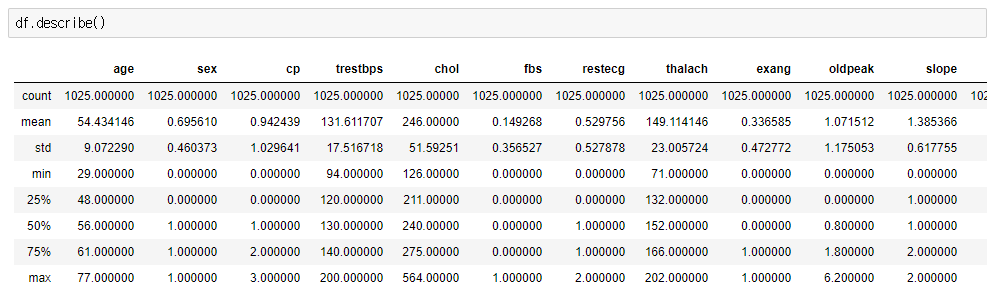 df.describe()
age sex cp trestbps chol fbs restecg thalach exang oldpeak slope
count 1025.000000 1025.000000 1025.000000 1025.000000 1025.00000 1025.000000 1025.000000 1025.000000 1025.000000 1025.000000 1025.000000 102
mean 54.434146 0.695610 0.942439 131.611707 246.00000 0.149268 0.529756 149.114146 0.336585 1.071512 1.385366
std 9.072290 0.460373 1.029641 17.516718 51.59251 0.356527 0.527878 23.005724 0.472772 1.175053 0.617755
min 29.000000 0.000000 0.000000 94.000000 126.00000 0.000000 0.000000 71.000000 0.000000 0.000000 0.000000
25% 48.000000 0.000000 0.000000 120.000000 211.00000 0.000000 0.000000 132.000000 0.000000 0.000000 1.000000
50% 56.000000 1.000000 1.000000 130.000000 240.00000 0.000000 1.000000 152.000000 0.000000 0.800000 1.000000
75% 61.000000 1.000000 2.000000 140.000000 275.00000 0.000000 1.000000 166.000000 1.000000 1.800000 2.000000
max 77.000000 1.000000 3.000000 200.000000 564.00000 1.000000 2.000000 202.000000 1.000000 6.200000 2.000000